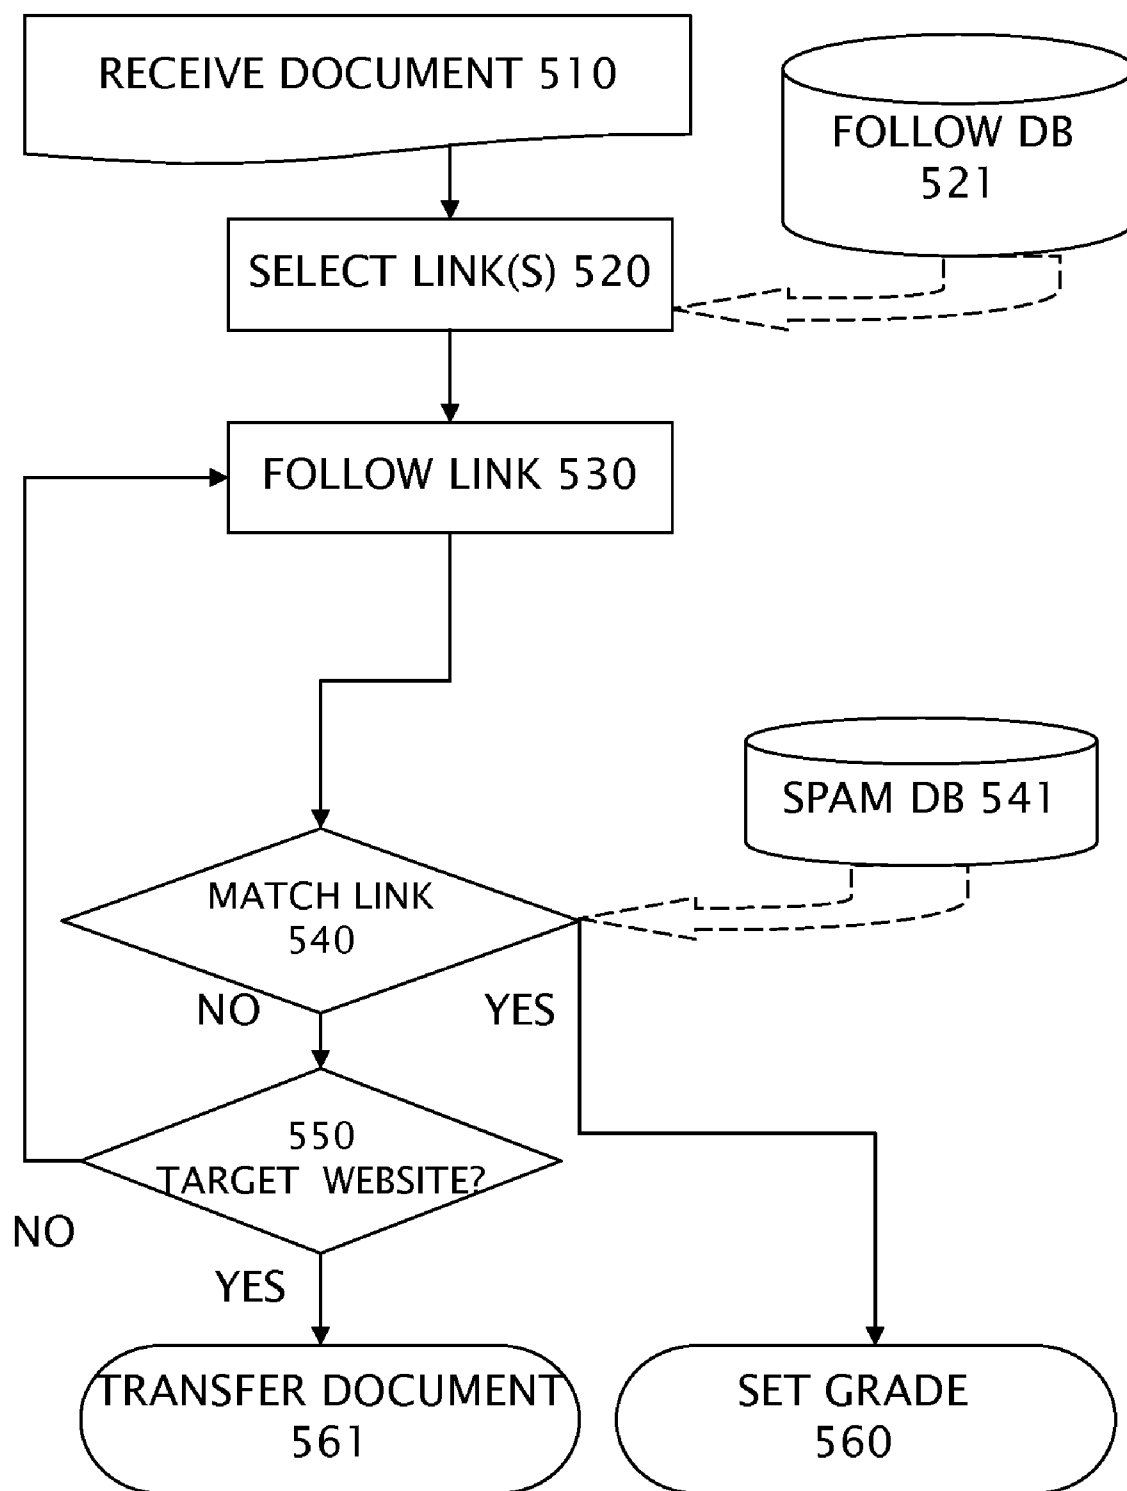 RECEIVE DOCUMENT 510
FOLLOW DB
521
SELECT LINK(S) 520
FOLLOW LINK 530
SPAM DB 541
MATCH LINK
540
NO
YES
550
TARGET WEBSITE?
NO
YES
TRANSFER DOCUMENT
561
SET GRADE
560